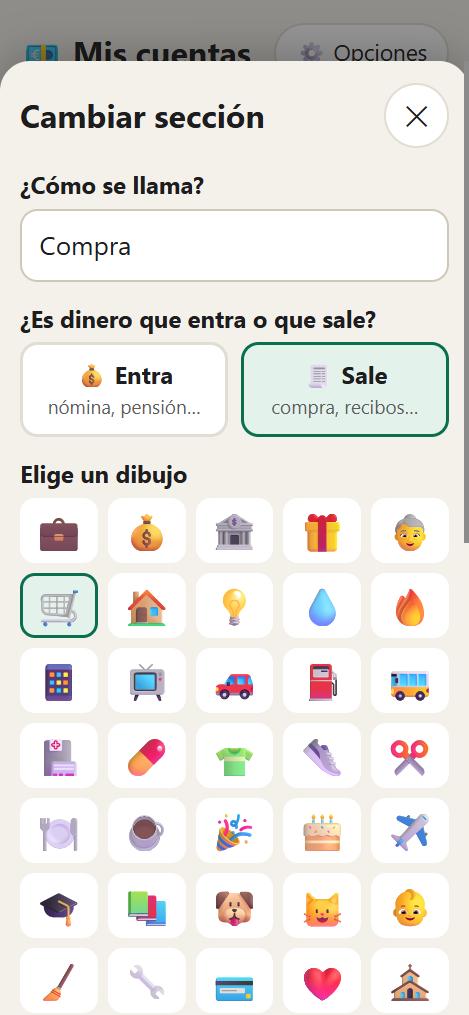 Mis cuentas
Opciones
Cambiar sección
¿Cómo se llama?
Compra
¿Es dinero que entra o que sale?
Entra
nómina, pensión...
Sale
compra, recibos...
Elige un dibujo